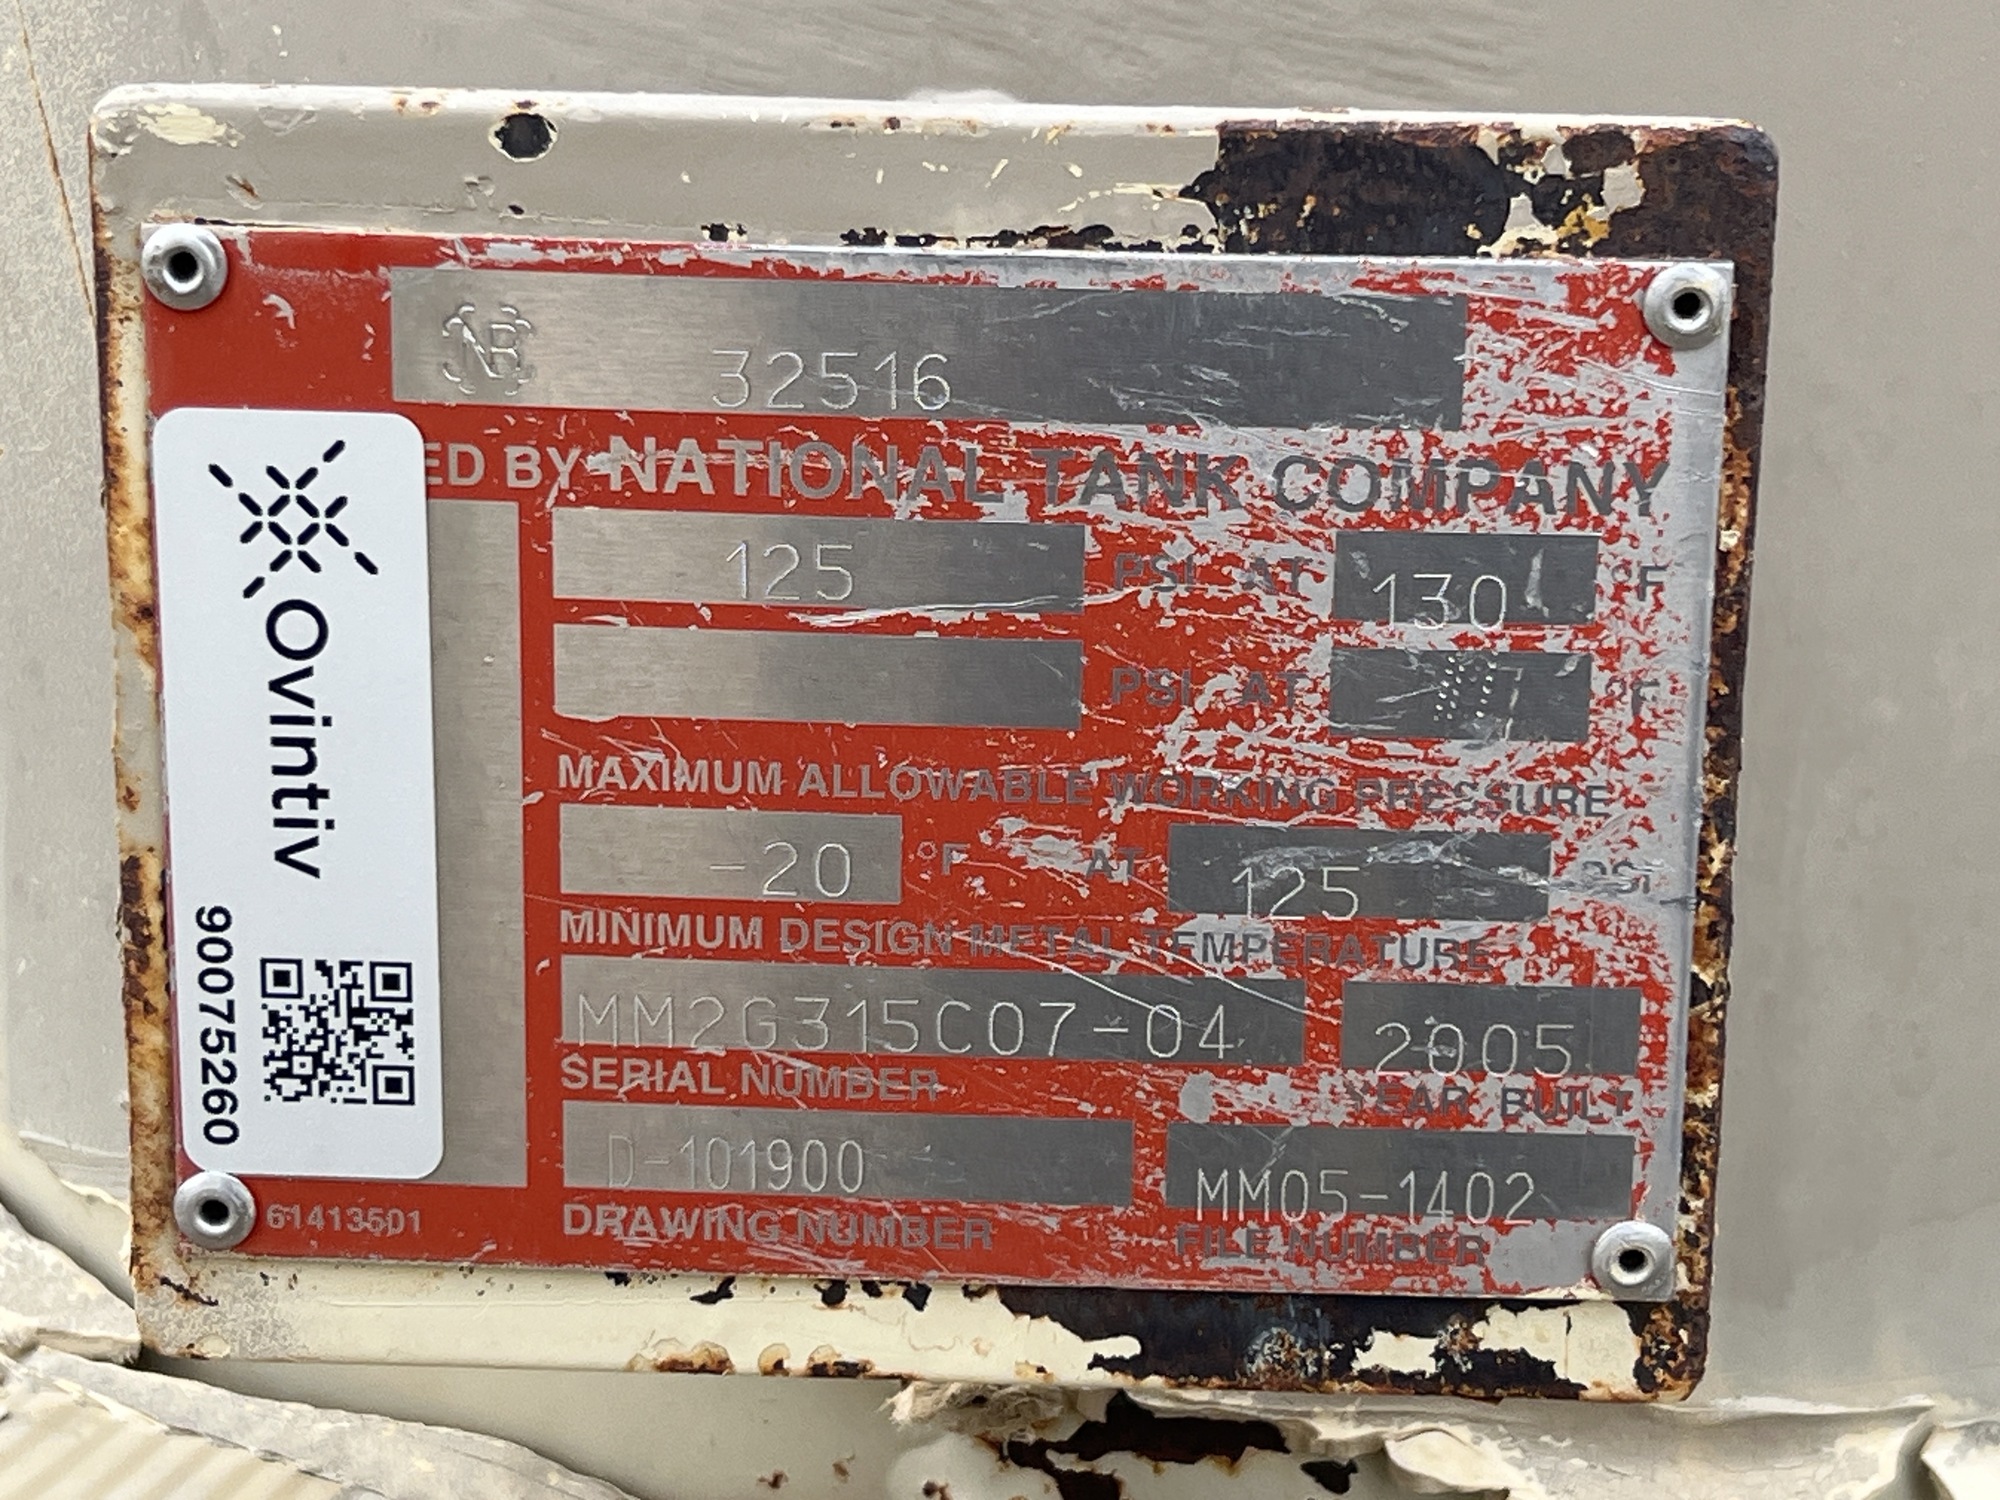 NB 32516
ED BY NATIONAL TANK COMPANY
125 PSI AT 130 °F
PSI AT °F
MAXIMUM ALLOWABLE WORKING PRESSURE
-20 °F AT 125 PSI
MINIMUM DESIGN METAL TEMPERATURE
MM2G315C07-04 2005
SERIAL NUMBER YEAR BUILT
D-101900 MM05-1402
DRAWING NUMBER FILE NUMBER
61413501
Ovintiv
90075260